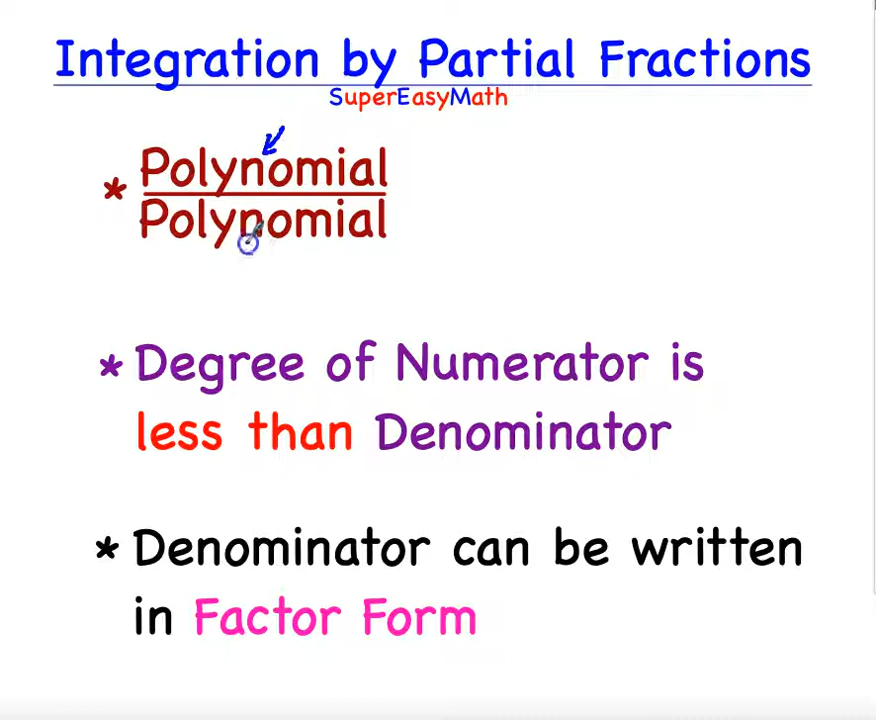 Integration by Partial Fractions
SuperEasyMath
* Polynomial
Polynomial
* Degree of Numerator is
less than Denominator
* Denominator can be written
in Factor Form